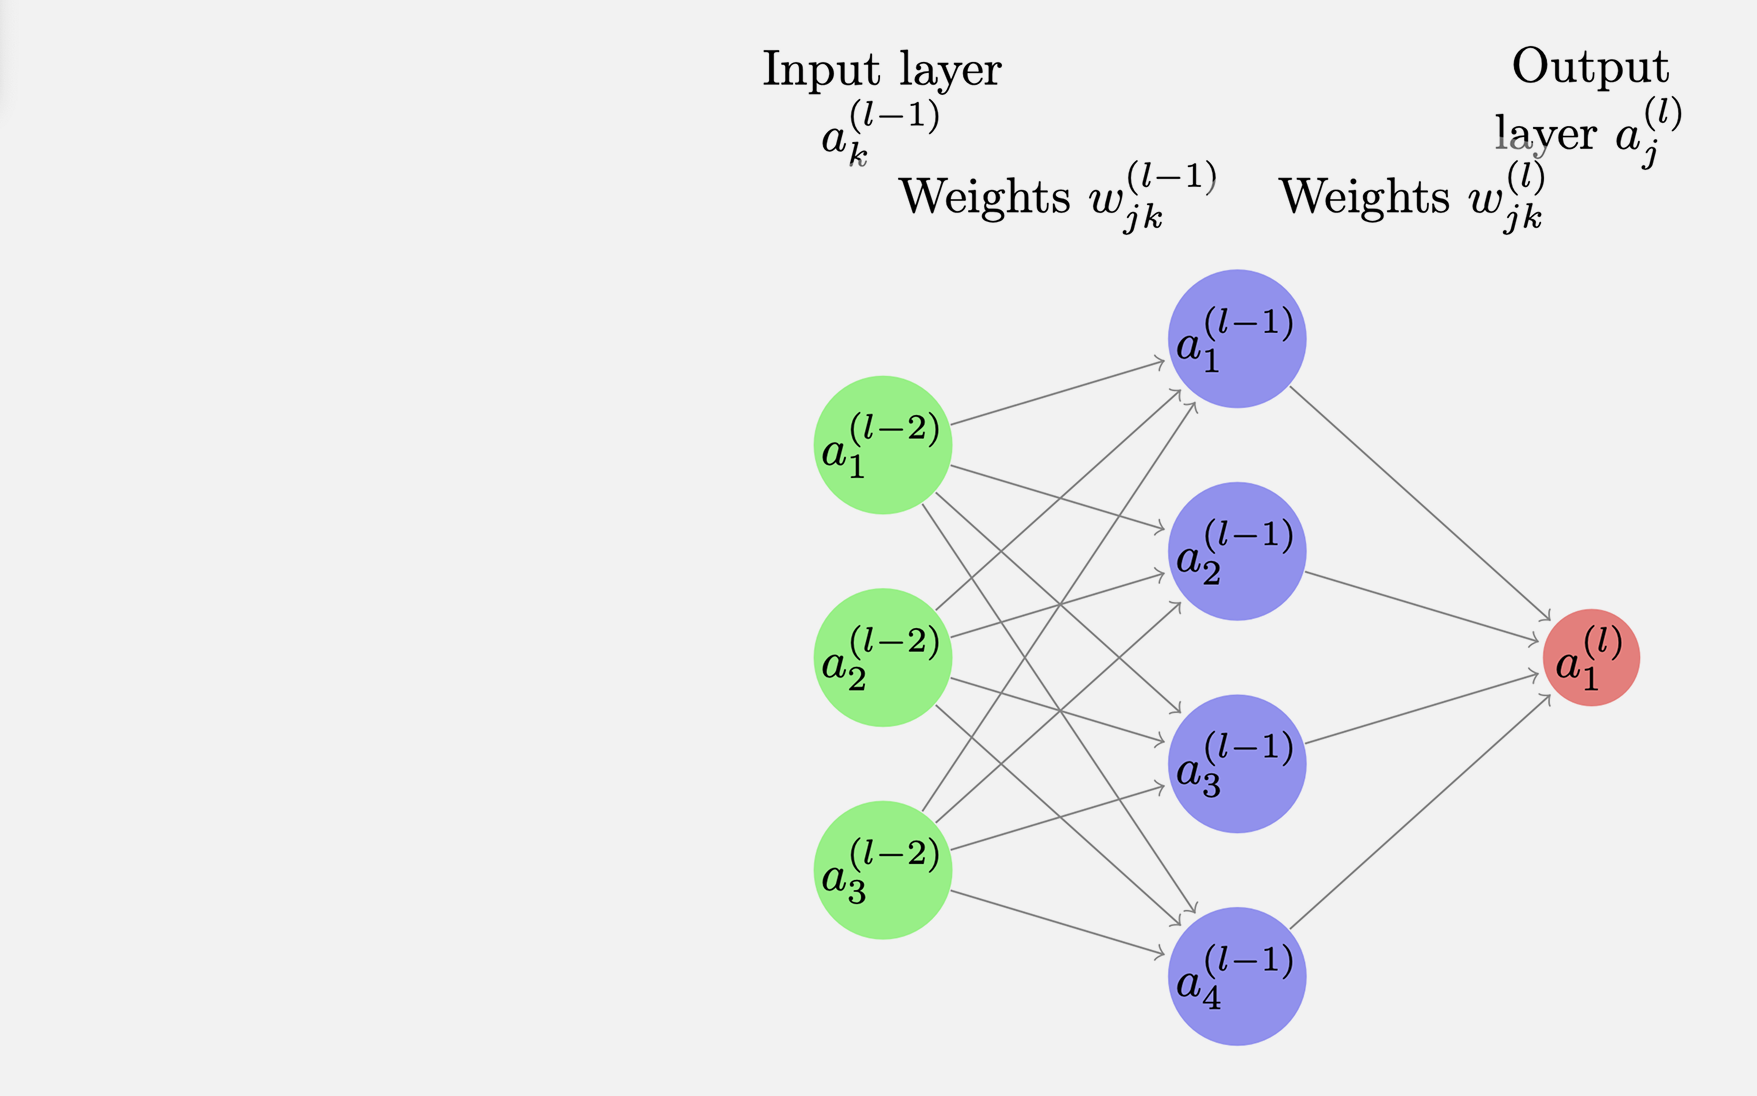 Input layer
a_k^{(l-1)}
Output
layer a_j^{(l)}
Weights w_{jk}^{(l-1)}
Weights w_{jk}^{(l)}
a_1^{(l-2)}
a_2^{(l-2)}
a_3^{(l-2)}
a_1^{(l-1)}
a_2^{(l-1)}
a_3^{(l-1)}
a_4^{(l-1)}
a_1^{(l)}